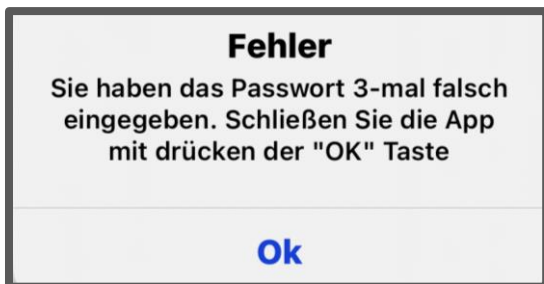 Fehler
Sie haben das Passwort 3-mal falsch
eingegeben. Schließen Sie die App
mit drücken der "OK" Taste
Ok